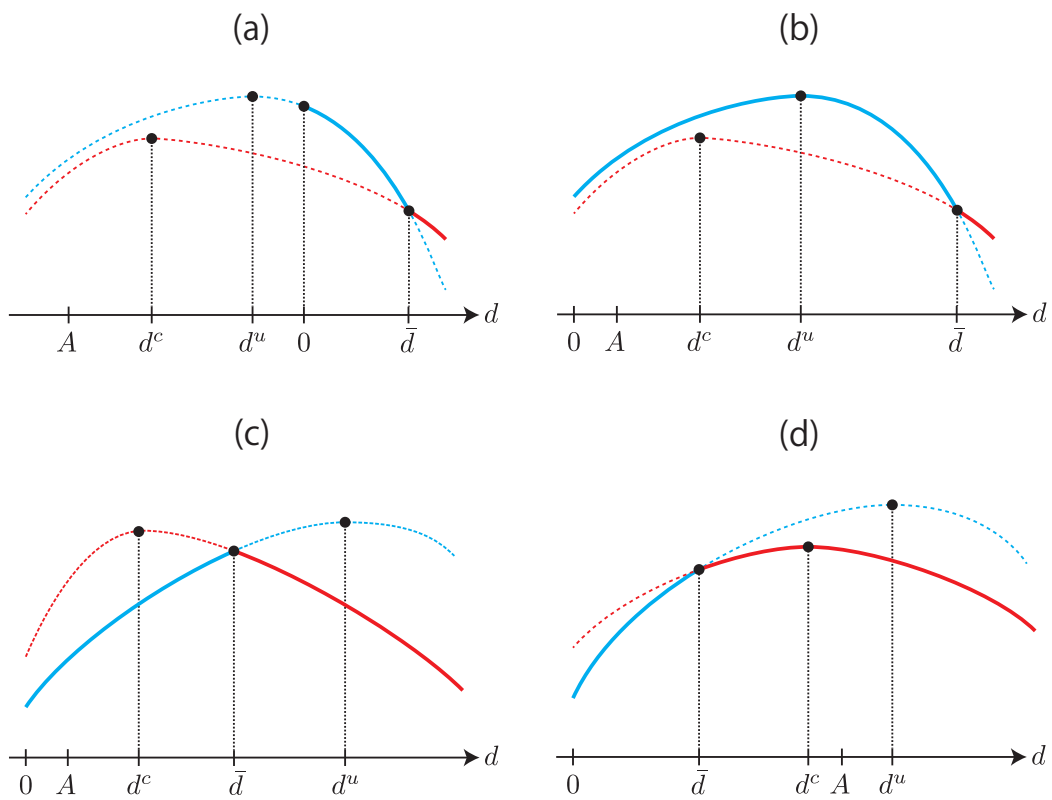 (a)
A d^c d^u 0 d̄ d
(b)
0 A d^c d^u d̄ d
(c)
0 A d^c d̄ d^u d
(d)
0 d̄ d^c A d^u d